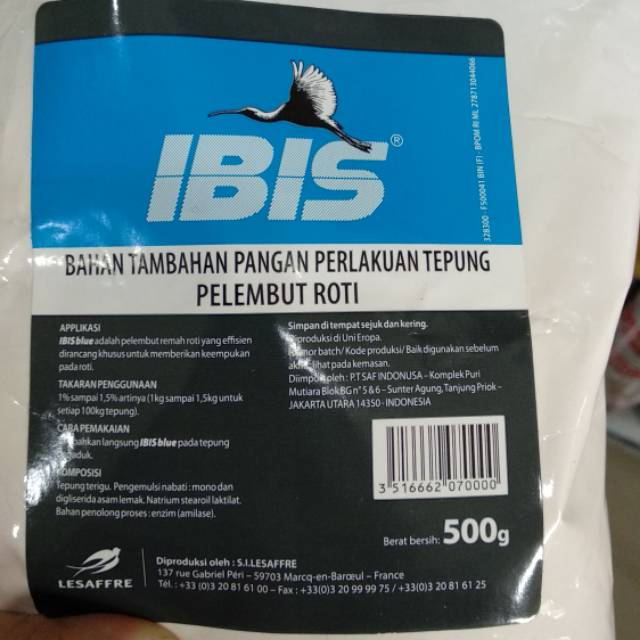 IBIS®
328300 - F500041 BIN (F) - BPOM RI ML 278713044066
BAHAN TAMBAHAN PANGAN PERLAKUAN TEPUNG
PELEMBUT ROTI
APPLIKASI
IBIS blue adalah pelembut remah roti yang effisien
dirancang khusus untuk memberikan keempukan
pada roti.
TAKARAN PENGGUNAAN
1% sampai 1,5% artinya (1kg sampai 1,5kg untuk
setiap 100kg tepung).
CARA PEMAKAIAN
langsung IBIS blue pada tepung
KOMPOSISI
Tepung terigu. Pengemulsi nabati : mono dan
digliserida asam lemak. Natrium stearoil laktilat.
Bahan penolong proses : enzim (amilase).
Simpan di tempat sejuk dan kering.
Diproduksi di Uni Eropa.
Nomor batch/ Kode produksi/ Baik digunakan sebelum
lihat pada kemasan.
Diimpor oleh : P.T SAF INDONUSA – Komplek Puri
Mutiara Blok BG n° 5 & 6 – Sunter Agung, Tanjung Priok -
JAKARTA UTARA 14350 - INDONESIA
3 516662 070000
Berat bersih: 500g
LESAFFRE
Diproduksi oleh : S.I.LESAFFRE
137 rue Gabriel Péri – 59703 Marcq-en-Barœul – France
Tél. : +33 (0)3 20 81 61 00 – Fax : +33(0)3 20 99 99 75 / +33(0)3 20 81 61 25